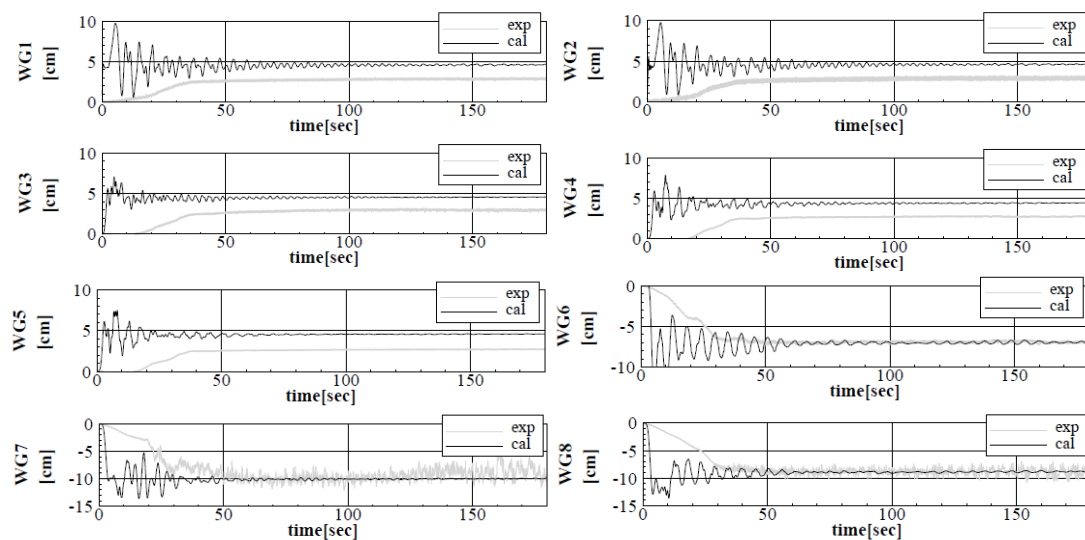 WG1 [cm]
10
5
0
exp
cal
0 50 100 150
time[sec]
WG2 [cm]
10
5
0
exp
cal
0 50 100 150
time[sec]
WG3 [cm]
10
5
0
exp
cal
0 50 100 150
time[sec]
WG4 [cm]
10
5
0
exp
cal
0 50 100 150
time[sec]
WG5 [cm]
10
5
0
exp
cal
0 50 100 150
time[sec]
WG6 [cm]
0
-5
-10
exp
cal
0 50 100 150
time[sec]
WG7 [cm]
0
-5
-10
-15
exp
cal
0 50 100 150
time[sec]
WG8 [cm]
0
-5
-10
-15
exp
cal
0 50 100 150
time[sec]